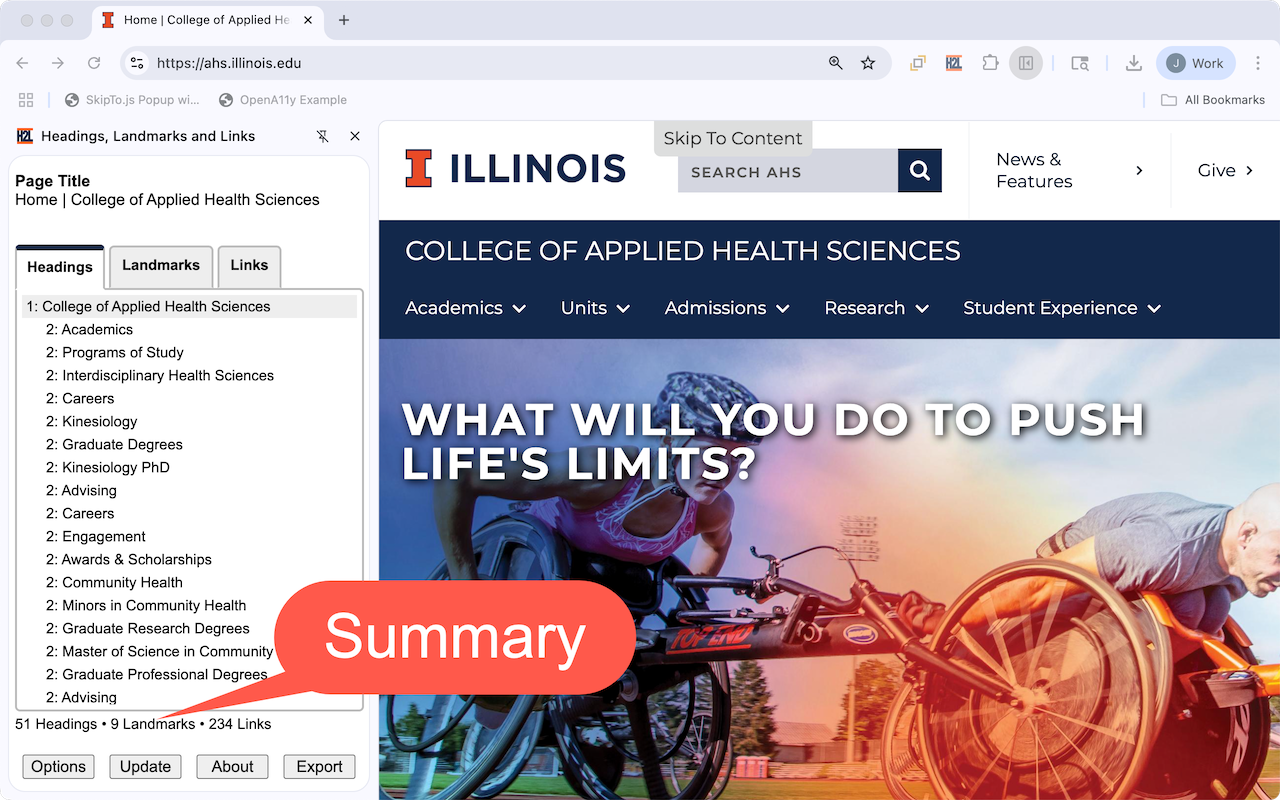 Home | College of Applied He
https://ahs.illinois.edu
H2L
J Work
SkipTo.js Popup wi...
OpenA11y Example
All Bookmarks
H2L Headings, Landmarks and Links
Page Title
Home | College of Applied Health Sciences
Headings
Landmarks
Links
1: College of Applied Health Sciences
2: Academics
2: Programs of Study
2: Interdisciplinary Health Sciences
2: Careers
2: Kinesiology
2: Graduate Degrees
2: Kinesiology PhD
2: Advising
2: Careers
2: Engagement
2: Awards & Scholarships
2: Community Health
2: Minors in Community Health
2: Graduate Research Degrees
2: Master of Science in Community
2: Graduate Professional Degrees
2: Advising
51 Headings • 9 Landmarks • 234 Links
Options
Update
About
Export
Summary
Skip To Content
ILLINOIS
SEARCH AHS
News &
Features
Give
COLLEGE OF APPLIED HEALTH SCIENCES
Academics
Units
Admissions
Research
Student Experience
WHAT WILL YOU DO TO PUSH
LIFE'S LIMITS?
TOP END